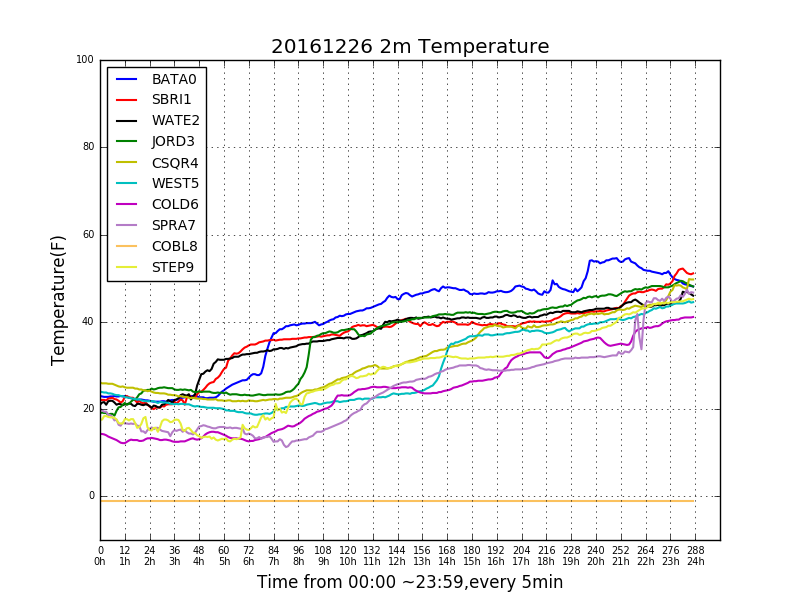 20161226 2m Temperature
BATA0
SBRI1
WATE2
JORD3
CSQR4
WEST5
COLD6
SPRA7
COBL8
STEP9
Temperature(F)
100
80
60
40
20
0
0 12 24 36 48 60 72 84 96 108 120 132 144 156 168 180 192 204 216 228 240 252 264 276 288
0h 1h 2h 3h 4h 5h 6h 7h 8h 9h 10h 11h 12h 13h 14h 15h 16h 17h 18h 19h 20h 21h 22h 23h 24h
Time from 00:00 ~23:59,every 5min